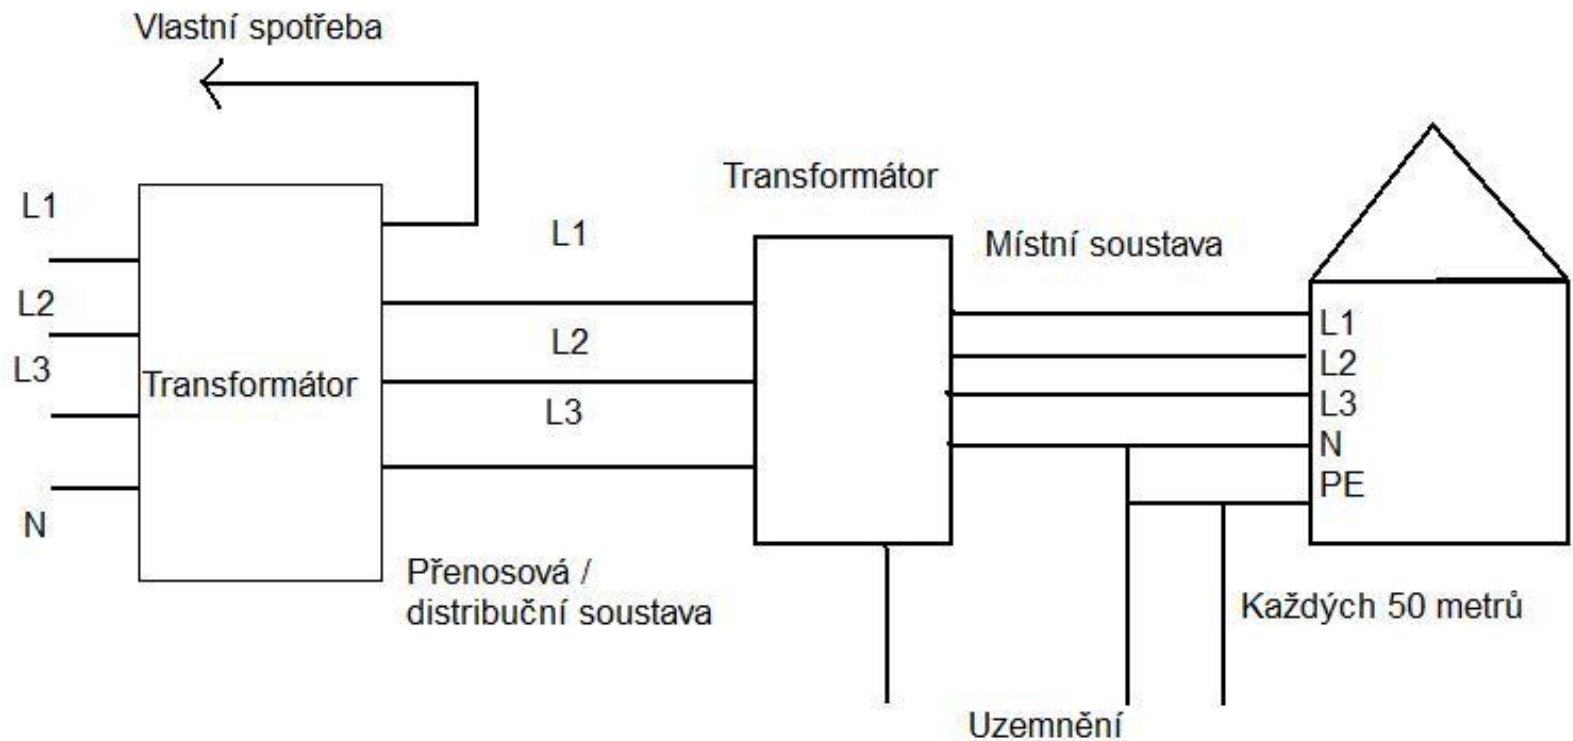 Vlastní spotřeba
L1
L2
L3
N
Transformátor
L1
L2
L3
Přenosová /
distribuční soustava
Transformátor
Místní soustava
L1
L2
L3
N
PE
Každých 50 metrů
Uzemnění